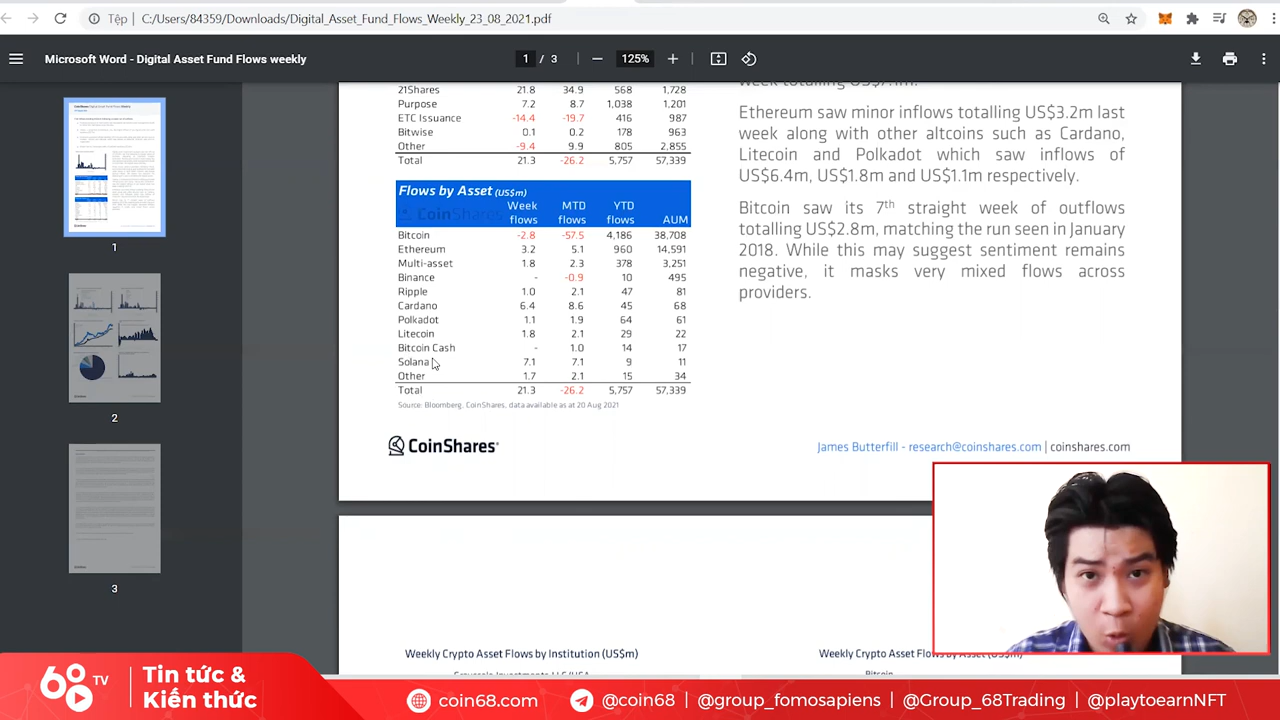 Tệp
C:/Users/84359/Downloads/Digital_Asset_Fund_Flows_Weekly_23_08_2021.pdf
Microsoft Word - Digital Asset Fund Flows weekly
1 / 3
125%
1
2
3
21Shares 21.8 34.9 568 1,728
Purpose 7.2 8.7 1,038 1,201
ETC Issuance -14.4 -19.7 416 987
Bitwise 0.1 0.2 178 963
Other -9.4 9.9 805 2,855
Total 21.3 -26.2 5,757 57,339
Flows by Asset (US$m)
CoinShares
Week MTD YTD
flows flows flows AUM
Bitcoin -2.8 -57.5 4,186 38,708
Ethereum 3.2 5.1 960 14,591
Multi-asset 1.8 2.3 378 3,251
Binance - -0.9 10 495
Ripple 1.0 2.1 47 81
Cardano 6.4 8.6 45 68
Polkadot 1.1 1.9 64 61
Litecoin 1.8 2.1 29 22
Bitcoin Cash - 1.0 14 17
Solana 7.1 7.1 9 11
Other 1.7 2.1 15 34
Total 21.3 -26.2 5,757 57,339
Source: Bloomberg, CoinShares, data available as at 20 Aug 2021
week totalling US$7.1m.
Ethereum saw minor inflows totalling US$3.2m last
week along with other altcoins such as Cardano,
Litecoin and Polkadot which saw inflows of
US$6.4m, US$1.8m and US$1.1m respectively.
Bitcoin saw its 7th straight week of outflows
totalling US$2.8m, matching the run seen in January
2018. While this may suggest sentiment remains
negative, it masks very mixed flows across
providers.
CoinShares
James Butterfill - research@coinshares.com | coinshares.com
Weekly Crypto Asset Flows by Institution (US$m)
Weekly Crypto Asset Flows by Asset (US$m)
68 TV
Tin tức &
Kiến thức
coin68.com
@coin68 | @group_fomosapiens | @Group_68Trading | @playtoearnNFT